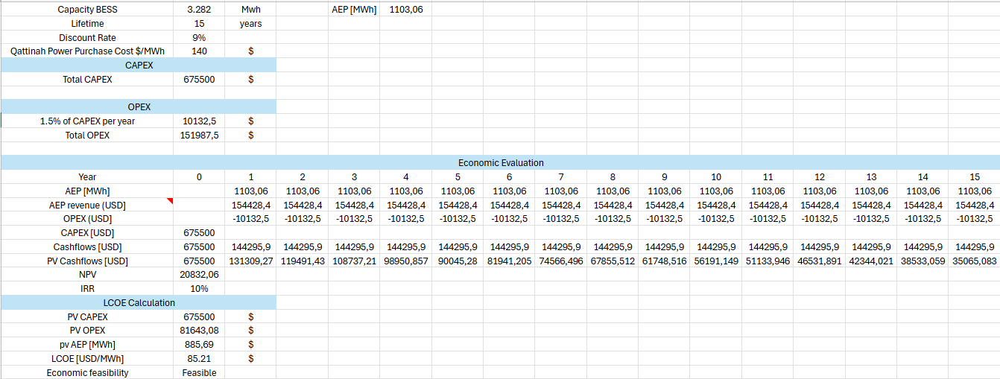 Capacity BESS 3.282 Mwh AEP [MWh] 1103,06
Lifetime 15 years
Discount Rate 9%
Qattinah Power Purchase Cost $/MWh 140 $
CAPEX
Total CAPEX 675500 $
OPEX
1.5% of CAPEX per year 10132,5 $
Total OPEX 151987,5 $
Economic Evaluation
Year 0 1 2 3 4 5 6 7 8 9 10 11 12 13 14 15
AEP [MWh] 1103,06 1103,06 1103,06 1103,06 1103,06 1103,06 1103,06 1103,06 1103,06 1103,06 1103,06 1103,06 1103,06 1103,06 1103,06
AEP revenue (USD] 154428,4 154428,4 154428,4 154428,4 154428,4 154428,4 154428,4 154428,4 154428,4 154428,4 154428,4 154428,4 154428,4 154428,4 154428,4
OPEX (USD] -10132,5 -10132,5 -10132,5 -10132,5 -10132,5 -10132,5 -10132,5 -10132,5 -10132,5 -10132,5 -10132,5 -10132,5 -10132,5 -10132,5 -10132,5
CAPEX [USD] 675500
Cashflows [USD] 675500 144295,9 144295,9 144295,9 144295,9 144295,9 144295,9 144295,9 144295,9 144295,9 144295,9 144295,9 144295,9 144295,9 144295,9 144295,9
PV Cashflows [USD] 675500 131309,27 119491,43 108737,21 98950,857 90045,28 81941,205 74566,496 67855,512 61748,516 56191,149 51133,946 46531,891 42344,021 38533,059 35065,083
NPV 20832,06
IRR 10%
LCOE Calculation
PV CAPEX 675500 $
PV OPEX 81643,08 $
pv AEP [MWh] 885,69 $
LCOE [USD/MWh] 85.21 $
Economic feasibility Feasible